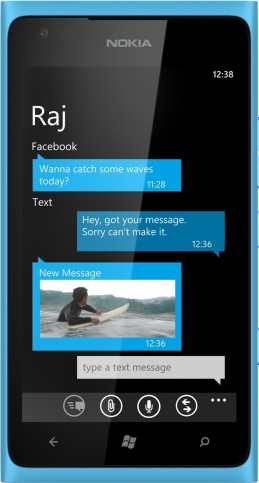 NOKIA
12:38
Raj
Facebook
Wanna catch some waves
today?
11:28
Text
Hey, got your message.
Sorry can't make it.
12:36
New Message
12:36
type a text message